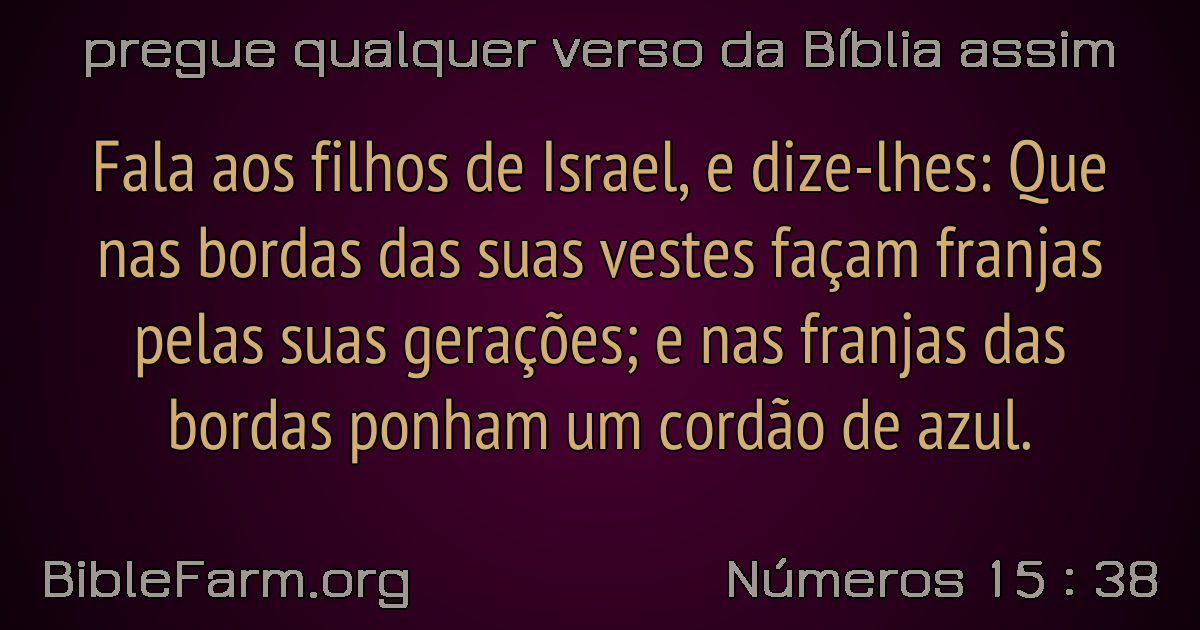 pregue qualquer verso da Bíblia assim
Fala aos filhos de Israel, e dize-lhes: Que
nas bordas das suas vestes façam franjas
pelas suas gerações; e nas franjas das
bordas ponham um cordão de azul.
BibleFarm.org
Números 15 : 38